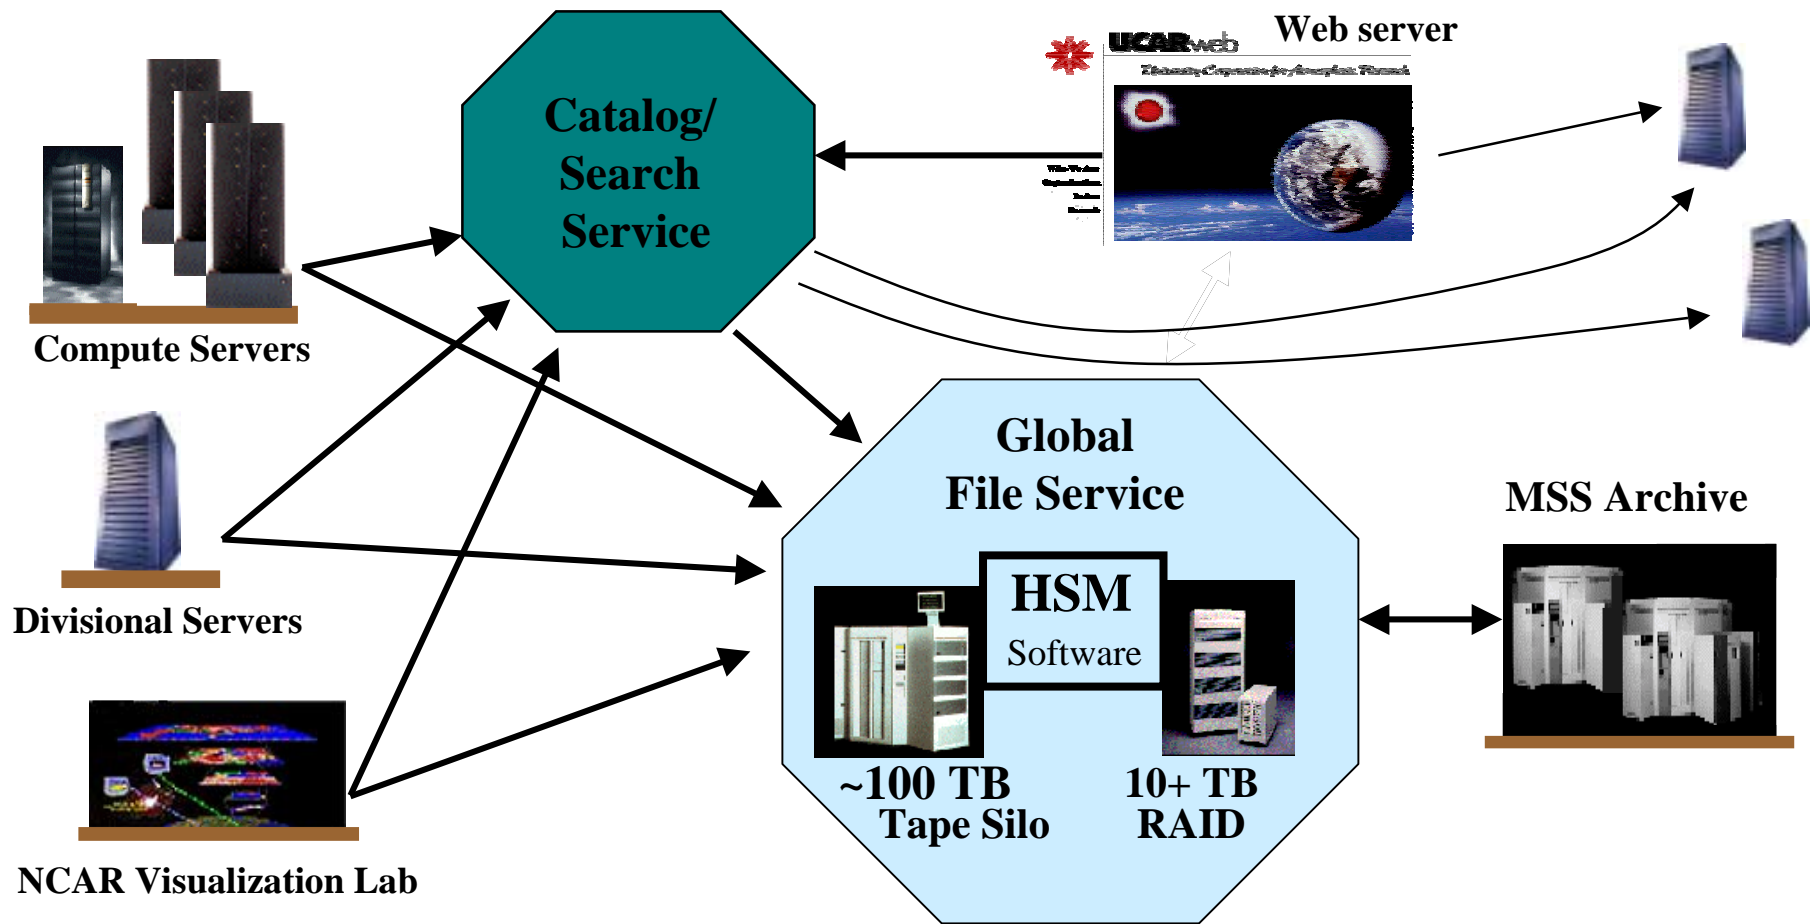 Web server
UCARweb
Catalog/
Search
Service
Compute Servers
Global
File Service
MSS Archive
HSM
Software
Divisional Servers
~100 TB
Tape Silo
10+ TB
RAID
NCAR Visualization Lab